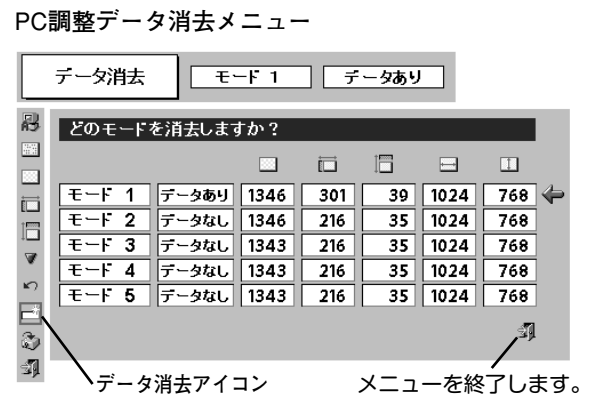 PC調整データ消去メニュー
データ消去 モード 1 データあり
どのモードを消去しますか？
モード 1 データあり 1346 301 39 1024 768
モード 2 データなし 1346 216 35 1024 768
モード 3 データなし 1343 216 35 1024 768
モード 4 データなし 1343 216 35 1024 768
モード 5 データなし 1343 216 35 1024 768
データ消去アイコン メニューを終了します。